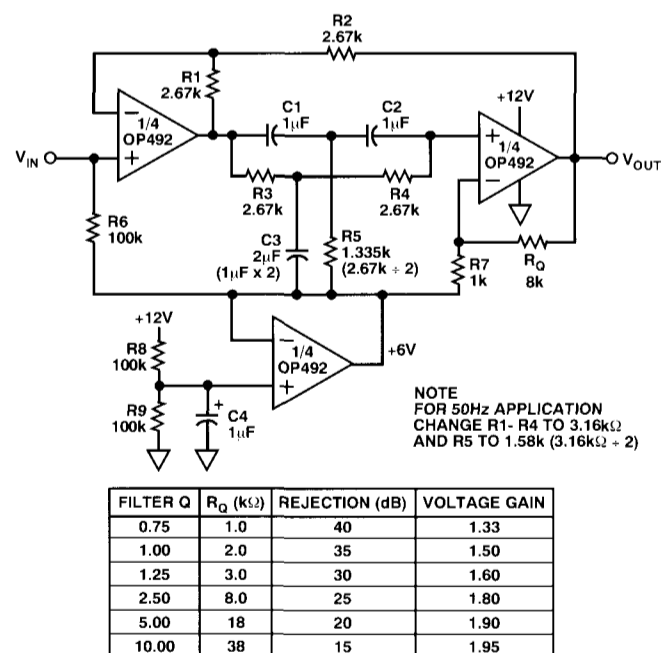 R2
2.67k
R1
2.67k
C1
1µF
C2
1µF
+12V
−
1/4
OP492
+
+
1/4
OP492
−
VIN
VOUT
R3
2.67k
R4
2.67k
R6
100k
C3
2µF
(1µF x 2)
R5
1.335k
(2.67k ÷ 2)
R7
1k
RQ
8k
+12V
R8
100k
−
1/4
OP492
+
+6V
R9
100k
+
C4
1µF
NOTE
FOR 50Hz APPLICATION
CHANGE R1- R4 TO 3.16kΩ
AND R5 TO 1.58k (3.16kΩ ÷ 2)
FILTER Q RQ (kΩ) REJECTION (dB) VOLTAGE GAIN
0.75 1.0 40 1.33
1.00 2.0 35 1.50
1.25 3.0 30 1.60
2.50 8.0 25 1.80
5.00 18 20 1.90
10.00 38 15 1.95